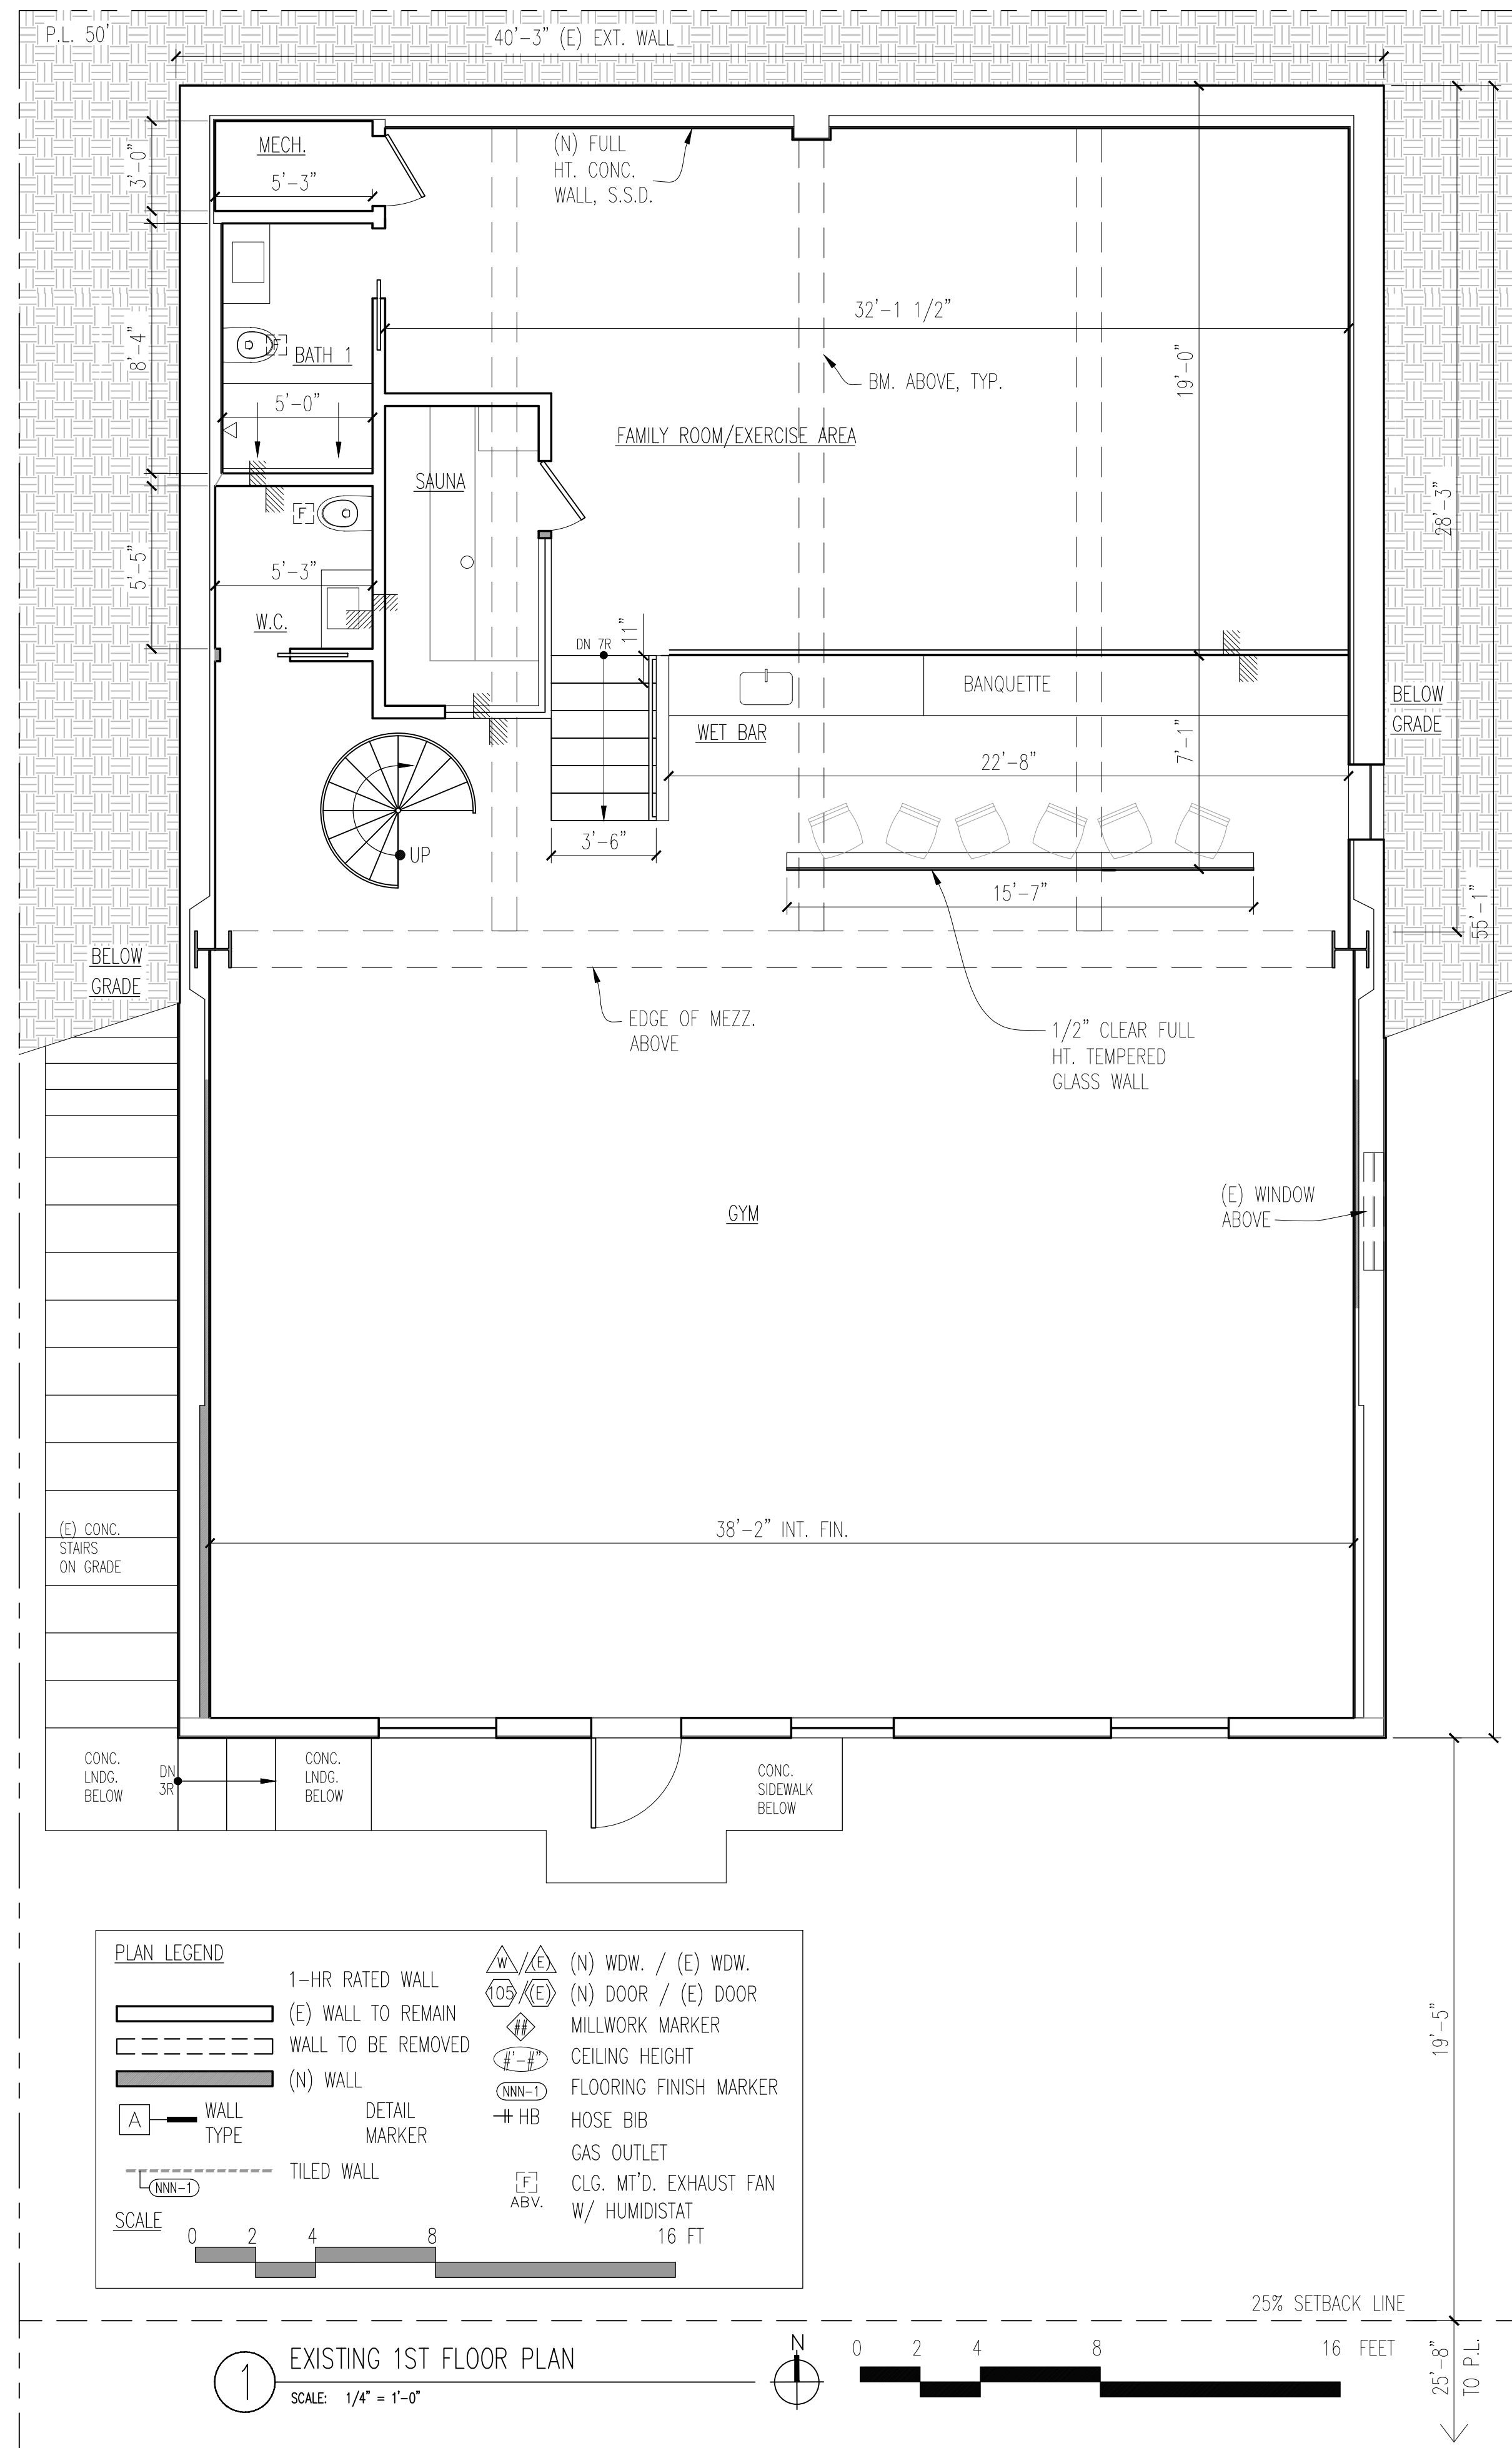 P.L. 50'
40'-3" (E) EXT. WALL
MECH.
5'-3"
3'-0"
(N) FULL
HT. CONC.
WALL, S.S.D.
32'-1 1/2"
BM. ABOVE, TYP.
19'-0"
8'-4"
F
BATH 1
5'-0"
FAMILY ROOM/EXERCISE AREA
SAUNA
F
28'-3"
5'-5"
5'-3"
W.C.
DN 7R
11"
BANQUETTE
WET BAR
7'-1"
BELOW
GRADE
22'-8"
3'-6"
UP
15'-7"
55'-1"
BELOW
GRADE
EDGE OF MEZZ.
ABOVE
1/2" CLEAR FULL
HT. TEMPERED
GLASS WALL
(E) WINDOW
ABOVE
GYM
38'-2" INT. FIN.
(E) CONC.
STAIRS
ON GRADE
CONC.
LNDG.
BELOW
DN
3R
CONC.
LNDG.
BELOW
CONC.
SIDEWALK
BELOW
PLAN LEGEND
1-HR RATED WALL
(E) WALL TO REMAIN
WALL TO BE REMOVED
(N) WALL
A
WALL
TYPE
DETAIL
MARKER
NNN-1
TILED WALL
W/(E) (N) WDW. / (E) WDW.
105/(E) (N) DOOR / (E) DOOR
## MILLWORK MARKER
#'-#" CEILING HEIGHT
NNN-1 FLOORING FINISH MARKER
HB HOSE BIB
GAS OUTLET
F
ABV.
CLG. MT'D. EXHAUST FAN
W/ HUMIDISTAT
SCALE
0 2 4 8 16 FT
19'-5"
25% SETBACK LINE
1
EXISTING 1ST FLOOR PLAN
SCALE: 1/4" = 1'-0"
N
0 2 4 8 16 FEET
25'-8"
TO P.L.